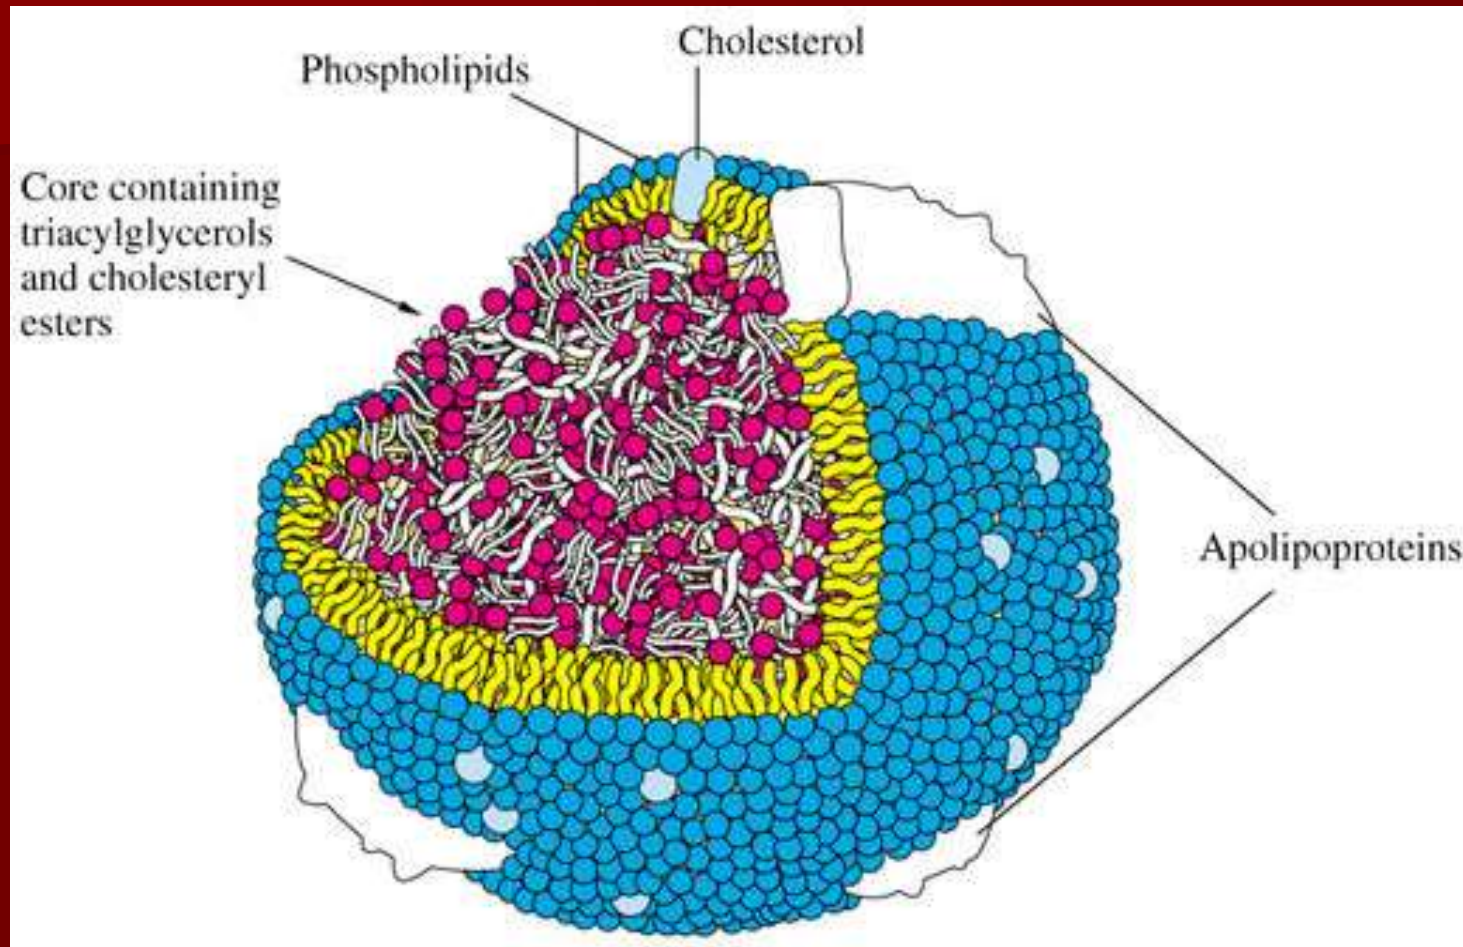 Cholesterol
Phospholipids
Core containing
triacylglycerols
and cholesteryl
esters
Apolipoproteins